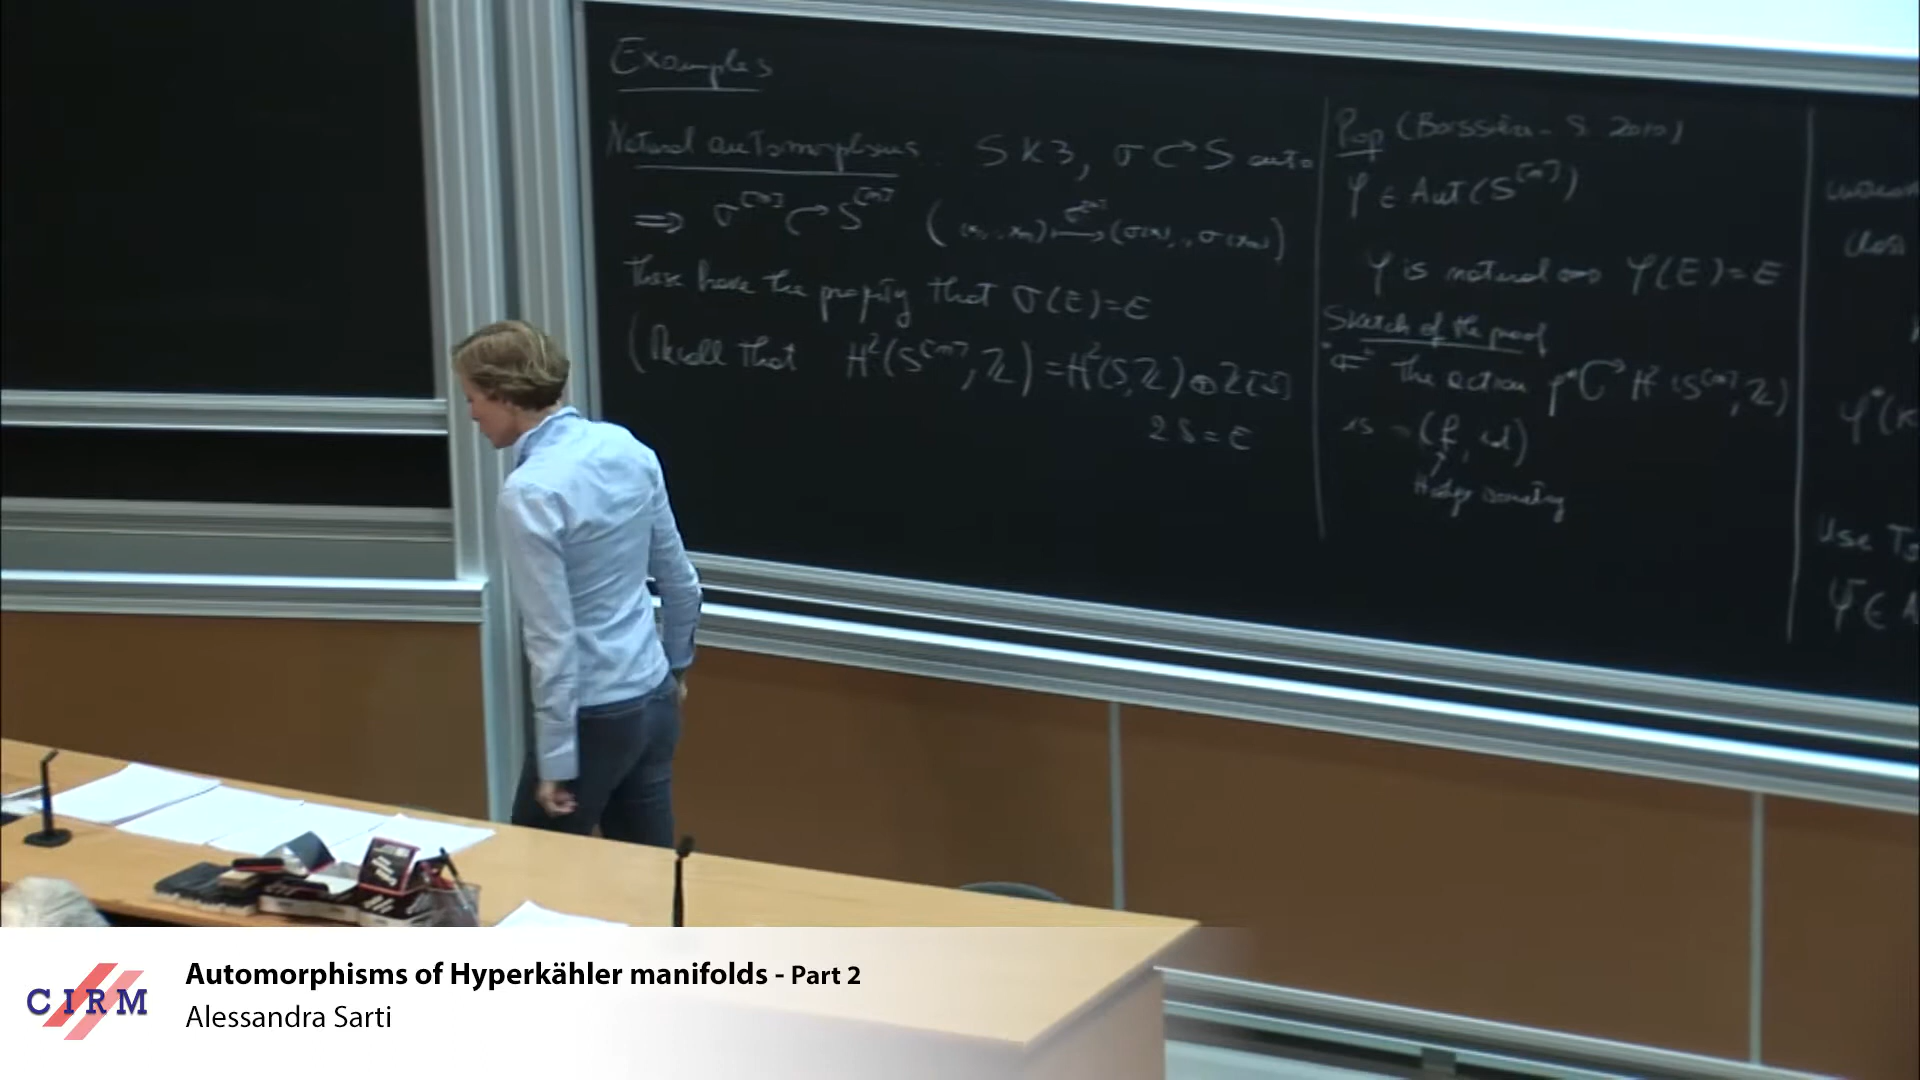 Examples
Natural automorphisms. S K3, σ ↻ S auto
⟹ σ^[n] ↻ S^[n] ( (x₁...xₙ) ⟼ (σ(x₁),.., σ(xₙ))
These have the property that σ(E)=E
(Recall that H²(S^[n], ℤ) = H²(S, ℤ) ⊕ ℤ[δ]
2δ = E
Prop (Boissière - S. 2010)
φ ∈ Aut(S^[n])
φ is natural ⟺ φ(E) = E
Sketch of the proof
"⇐" The action φ* ↻ H²(S^[n], ℤ)
is = (f, id)
Hodge isometry
Use To
φ ∈ A
φ*(K
CIRM
Automorphisms of Hyperkähler manifolds - Part 2
Alessandra Sarti